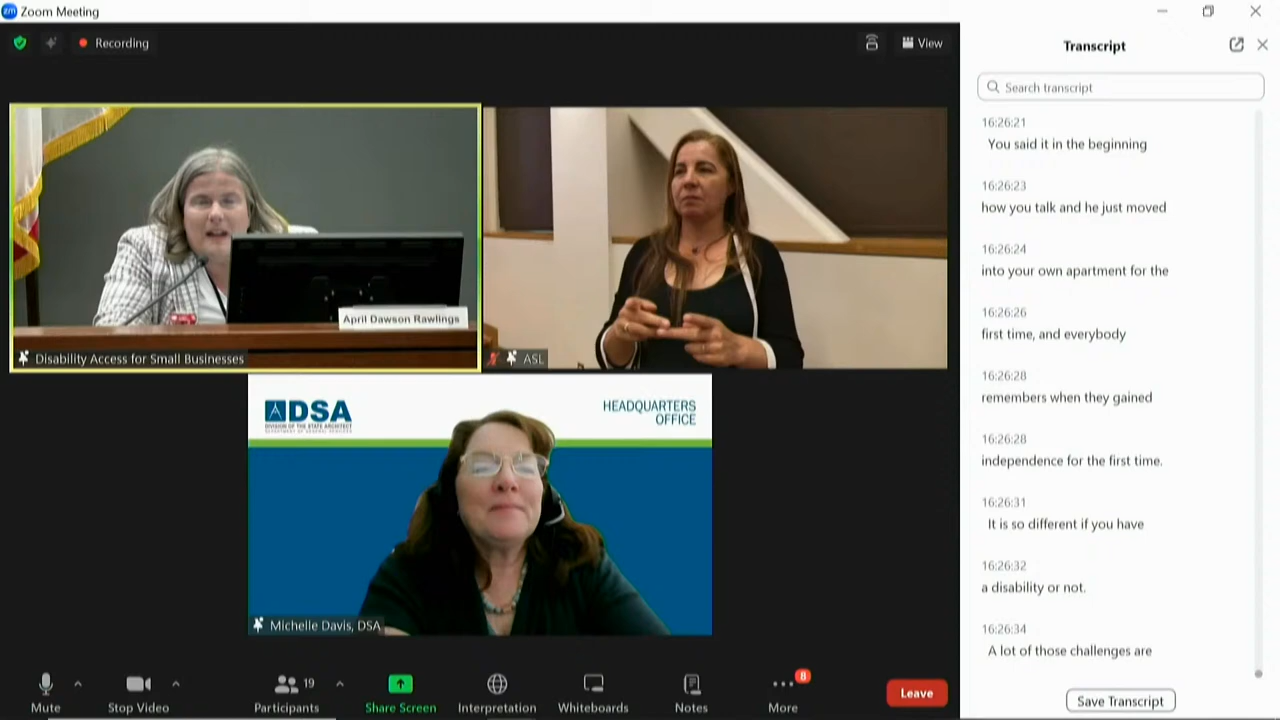 zm Zoom Meeting
Recording
View
Transcript
Search transcript
16:26:21
You said it in the beginning
16:26:23
how you talk and he just moved
16:26:24
into your own apartment for the
16:26:26
first time, and everybody
16:26:28
remembers when they gained
16:26:28
independence for the first time.
16:26:31
It is so different if you have
16:26:32
a disability or not.
16:26:34
A lot of those challenges are
Save Transcript
April Dawson Rawlings
Disability Access for Small Businesses
ASL
DSA
DIVISION OF THE STATE ARCHITECT
DEPARTMENT OF GENERAL SERVICES
HEADQUARTERS
OFFICE
Michelle Davis, DSA
Mute
Stop Video
19
Participants
Share Screen
Interpretation
Whiteboards
Notes
8
More
Leave